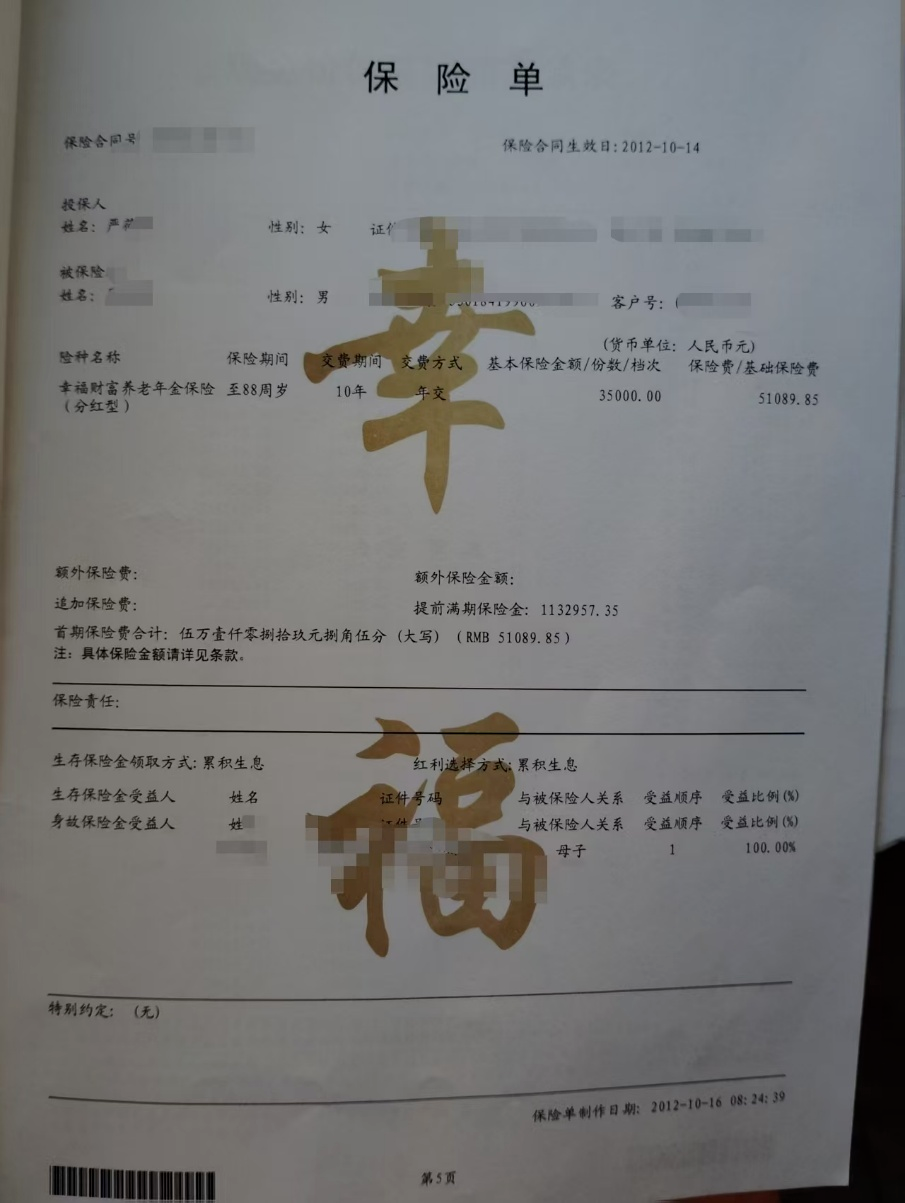 保险单
保险合同号 保险合同生效日:2012-10-14
投保人
姓名: 严 性别: 女
被保险
姓名: 性别: 男 客户号:
(货币单位: 人民币元)
险种名称 保险期间 交费期间 交费方式 基本保险金额/份数/档次 保险费/基础保险费
幸福财富养老年金保险 至88周岁 10年 年交 35000.00 51089.85
(分红型)
幸
额外保险费: 额外保险金额:
追加保险费: 提前满期保险金: 1132957.35
首期保险费合计: 伍万壹仟零捌拾玖元捌角伍分 (大写) (RMB 51089.85)
注: 具体保险金额请详见条款。
保险责任:
福
生存保险金领取方式:累积生息 红利选择方式:累积生息
生存保险金受益人 姓名 证件号码 与被保险人关系 受益顺序 受益比例(%)
身故保险金受益人 姓 与被保险人关系 受益顺序 受益比例(%)
母子 1 100.00%
特别约定: (无)
保险单制作日期: 2012-10-16 08:24:39
第5页